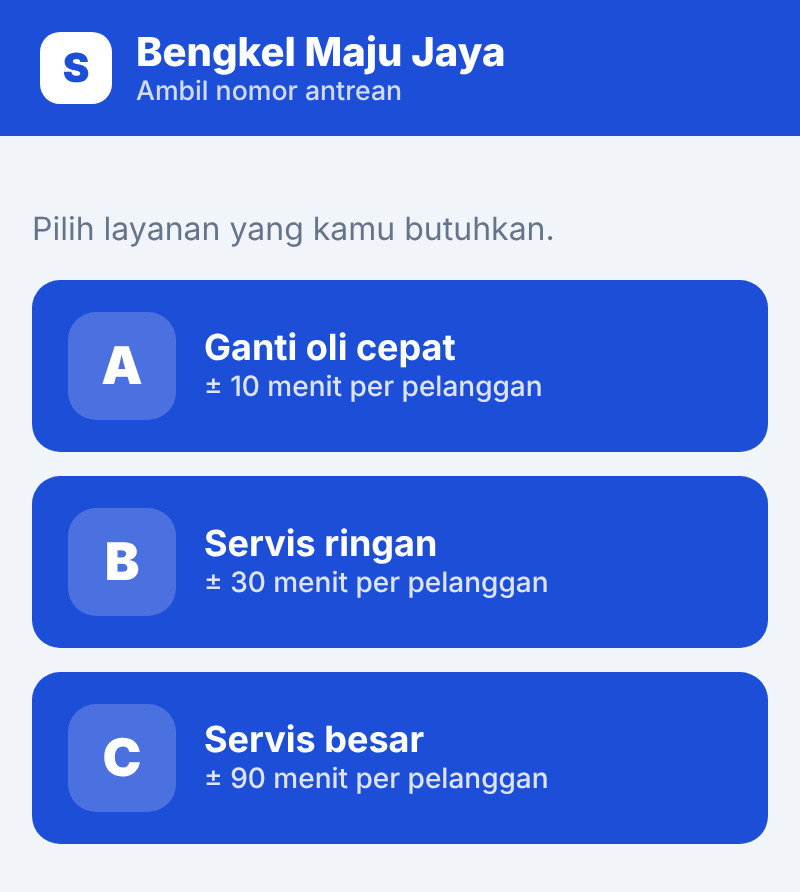 S
Bengkel Maju Jaya
Ambil nomor antrean
Pilih layanan yang kamu butuhkan.
A
Ganti oli cepat
± 10 menit per pelanggan
B
Servis ringan
± 30 menit per pelanggan
C
Servis besar
± 90 menit per pelanggan